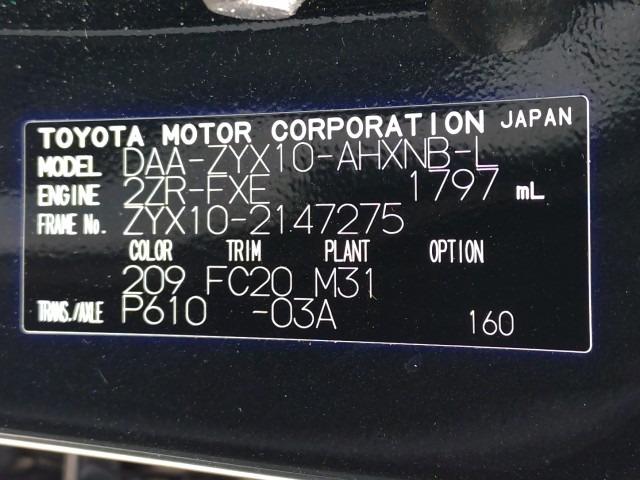 TOYOTA MOTOR CORPORATION JAPAN
MODEL DAA-ZYX10-AHXNB-L
ENGINE 2ZR-FXE 1797 mL
FRAME No. ZYX10-2147275
COLOR TRIM PLANT OPTION
209 FC20 M31
TRANS./AXLE P610 -03A 160